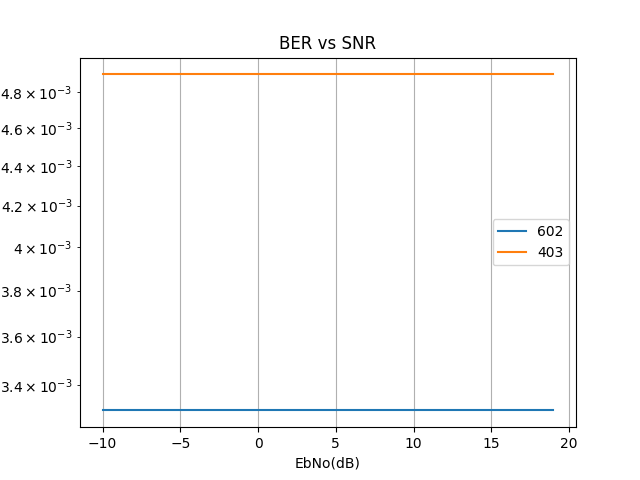 BER vs SNR
4.8 × 10⁻³
4.6 × 10⁻³
4.4 × 10⁻³
4.2 × 10⁻³
4 × 10⁻³
3.8 × 10⁻³
3.6 × 10⁻³
3.4 × 10⁻³
602
403
−10 −5 0 5 10 15 20
EbNo(dB)